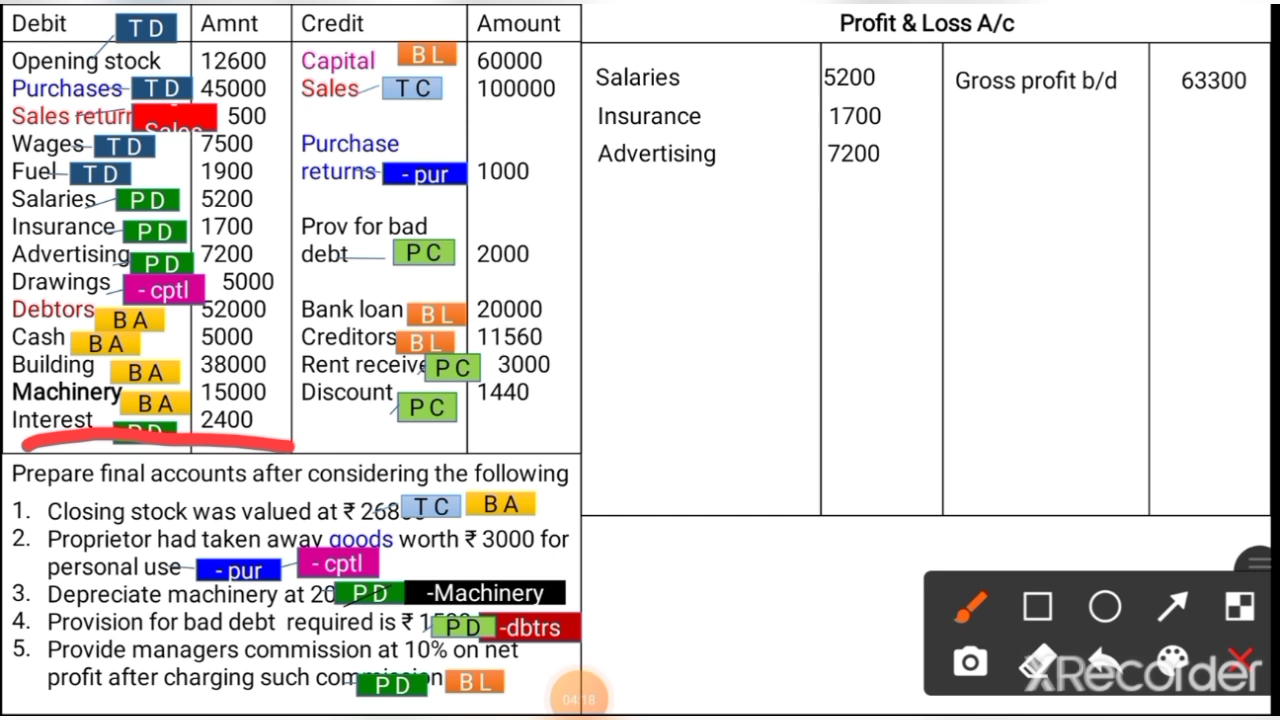 Debit T D Amnt Credit Amount
Opening stock 12600 Capital B L 60000
Purchases T D 45000 Sales T C 100000
Sales - Sales 500
Wages T D 7500 Purchase
Fuel T D 1900 returns - pur 1000
Salaries P D 5200
Insurance P D 1700 Prov for bad
Advertising P D 7200 debt P C 2000
Drawings - cptl 5000
Debtors B A 52000 Bank loan B L 20000
Cash B A 5000 Creditors B L 11560
Building B A 38000 Rent P C 3000
Machinery B A 15000 Discount P C 1440
Interest P D 2400
Prepare final accounts after considering the following
1. Closing stock was valued at ₹ T C B A
2. Proprietor had taken away goods worth ₹ 3000 for
personal use - pur - cptl
3. Depreciate machinery at P D -Machinery
4. Provision for bad debt required is ₹ P D -dbtrs
5. Provide managers commission at 10% on net
profit after charging such P D B L
Profit & Loss A/c
Salaries 5200 Gross profit b/d 63300
Insurance 1700
Advertising 7200
04:18
XRecorder